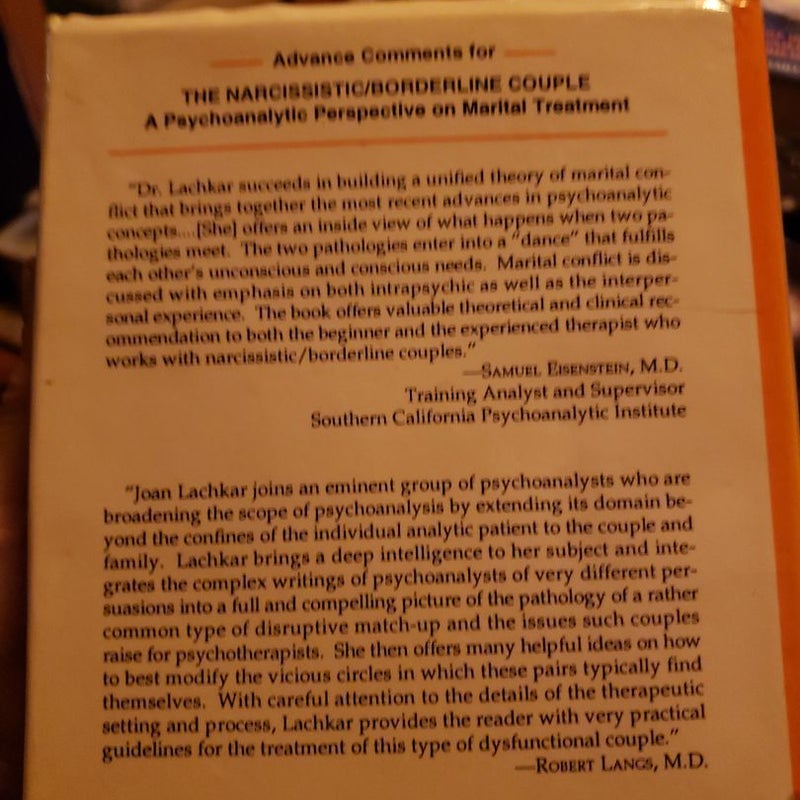 Advance Comments for
THE NARCISSISTIC/BORDERLINE COUPLE
A Psychoanalytic Perspective on Marital Treatment
"Dr. Lachkar succeeds in building a unified theory of marital con-
flict that brings together the most recent advances in psychoanalytic
concepts....[She] offers an inside view of what happens when two pa-
thologies meet. The two pathologies enter into a "dance" that fulfills
each other's unconscious and conscious needs. Marital conflict is dis-
cussed with emphasis on both intrapsychic as well as the interper-
sonal experience. The book offers valuable theoretical and clinical rec-
ommendation to both the beginner and the experienced therapist who
works with narcissistic/borderline couples."
—SAMUEL EISENSTEIN, M.D.
Training Analyst and Supervisor
Southern California Psychoanalytic Institute
"Joan Lachkar joins an eminent group of psychoanalysts who are
broadening the scope of psychoanalysis by extending its domain be-
yond the confines of the individual analytic patient to the couple and
family. Lachkar brings a deep intelligence to her subject and inte-
grates the complex writings of psychoanalysts of very different per-
suasions into a full and compelling picture of the pathology of a rather
common type of disruptive match-up and the issues such couples
raise for psychotherapists. She then offers many helpful ideas on how
to best modify the vicious circles in which these pairs typically find
themselves. With careful attention to the details of the therapeutic
setting and process, Lachkar provides the reader with very practical
guidelines for the treatment of this type of dysfunctional couple."
—ROBERT LANGS, M.D.